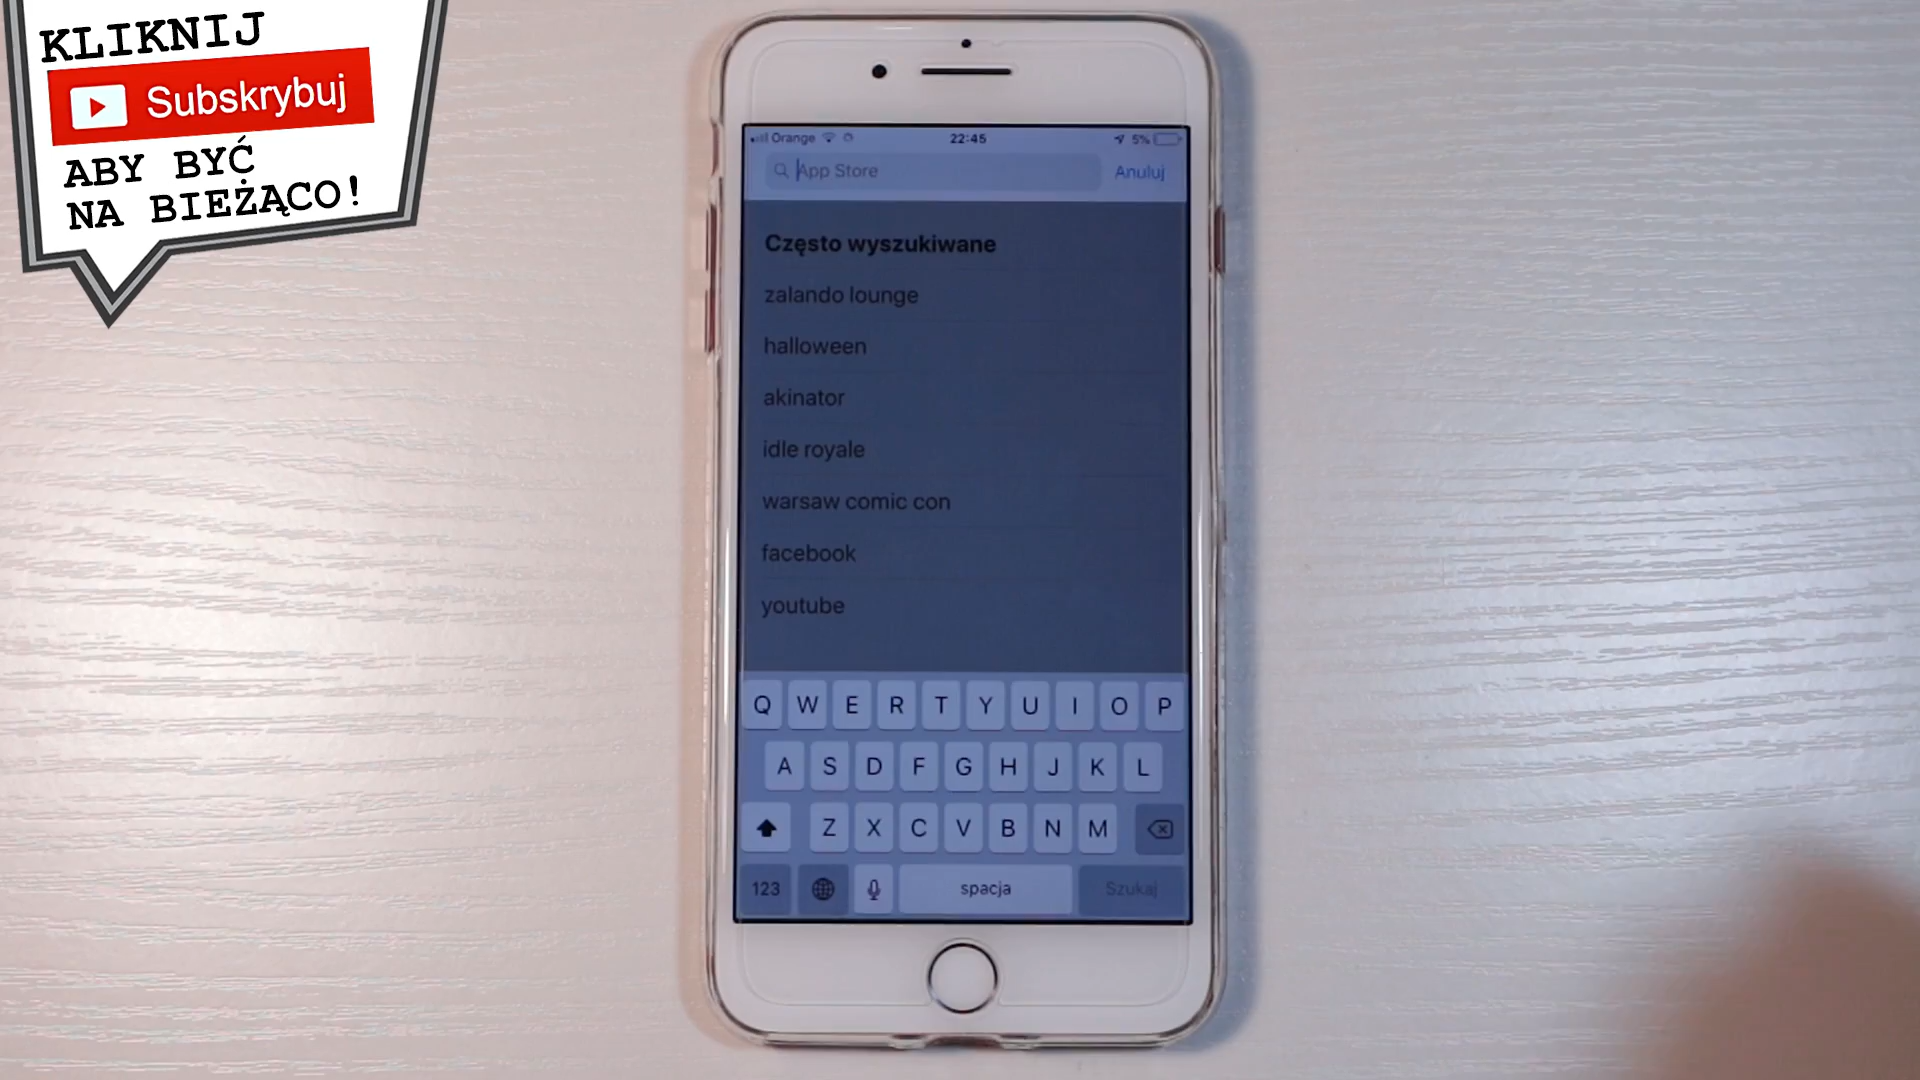 KLIKNIJ
Subskrybuj
ABY BYĆ
NA BIEŻĄCO!
Orange 22:45 5%
App Store Anuluj
Często wyszukiwane
zalando lounge
halloween
akinator
idle royale
warsaw comic con
facebook
youtube
Q W E R T Y U I O P
A S D F G H J K L
Z X C V B N M
123 spacja Szukaj